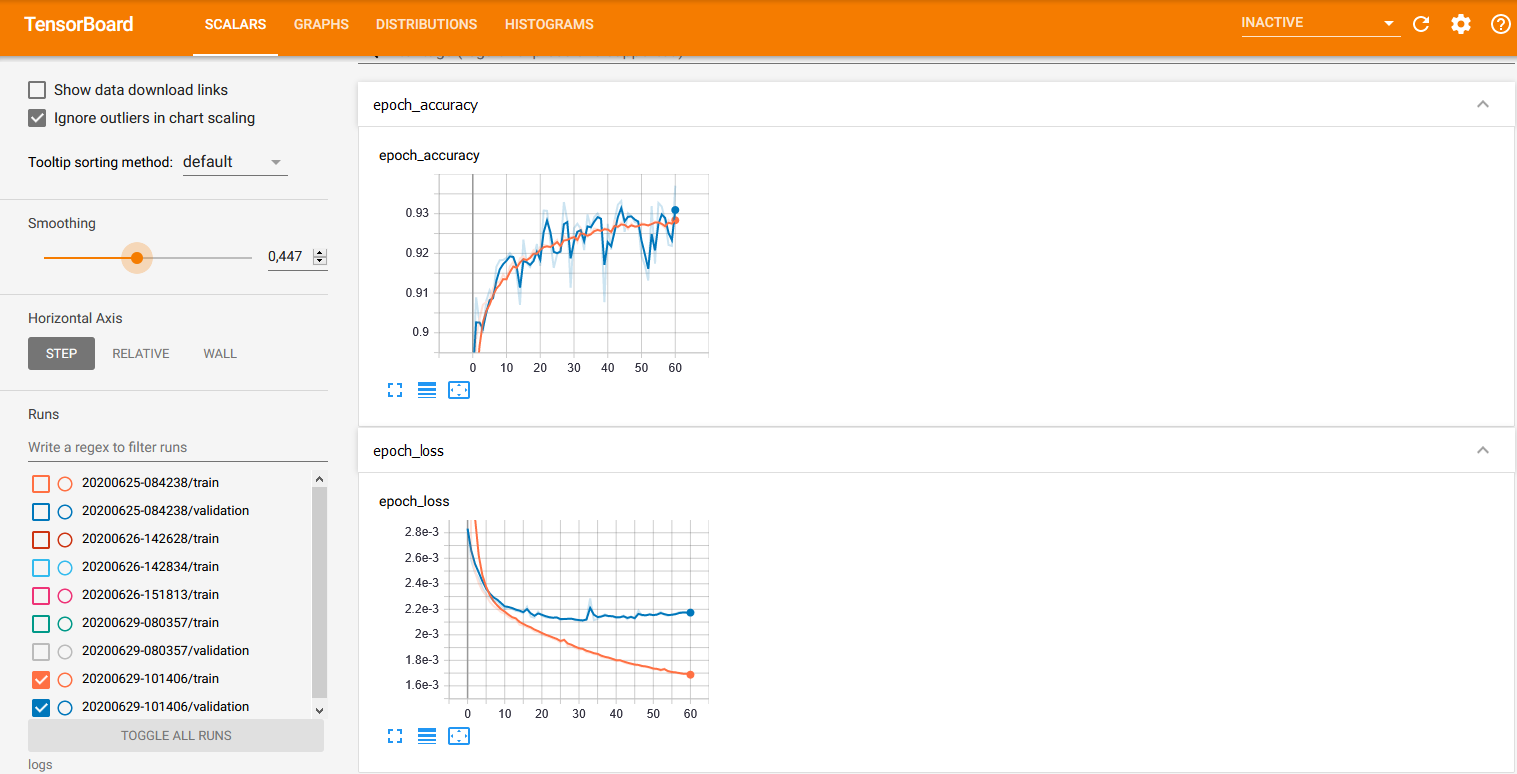 TensorBoard
SCALARS GRAPHS DISTRIBUTIONS HISTOGRAMS
INACTIVE
Show data download links
Ignore outliers in chart scaling
Tooltip sorting method: default
Smoothing
0,447
Horizontal Axis
STEP RELATIVE WALL
Runs
Write a regex to filter runs
20200625-084238/train
20200625-084238/validation
20200626-142628/train
20200626-142834/train
20200626-151813/train
20200629-080357/train
20200629-080357/validation
20200629-101406/train
20200629-101406/validation
TOGGLE ALL RUNS
logs
epoch_accuracy
epoch_accuracy
0.93
0.92
0.91
0.9
0 10 20 30 40 50 60
epoch_loss
epoch_loss
2.8e-3
2.6e-3
2.4e-3
2.2e-3
2e-3
1.8e-3
1.6e-3
0 10 20 30 40 50 60